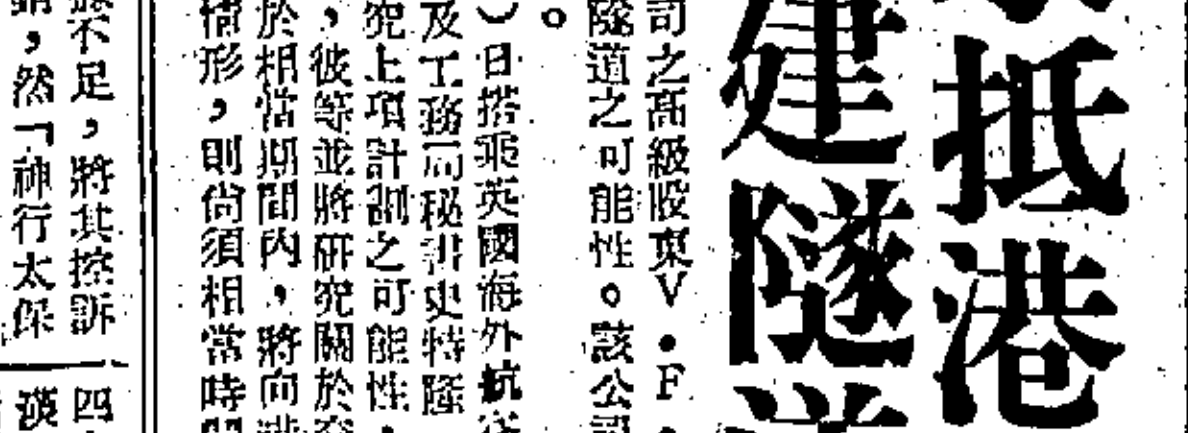 抵港
建隧道
司之高級股東V·F·
隧道之可能性。該公司
。
)日搭乘英國海外航空
及工務局秘書史特隆
究上項計劃之可能性,
,彼等並將研究關於
於相當期間內,將向港
情形,則尚須相當時間
不足,將其控訴
,然「神行太保
四
漢